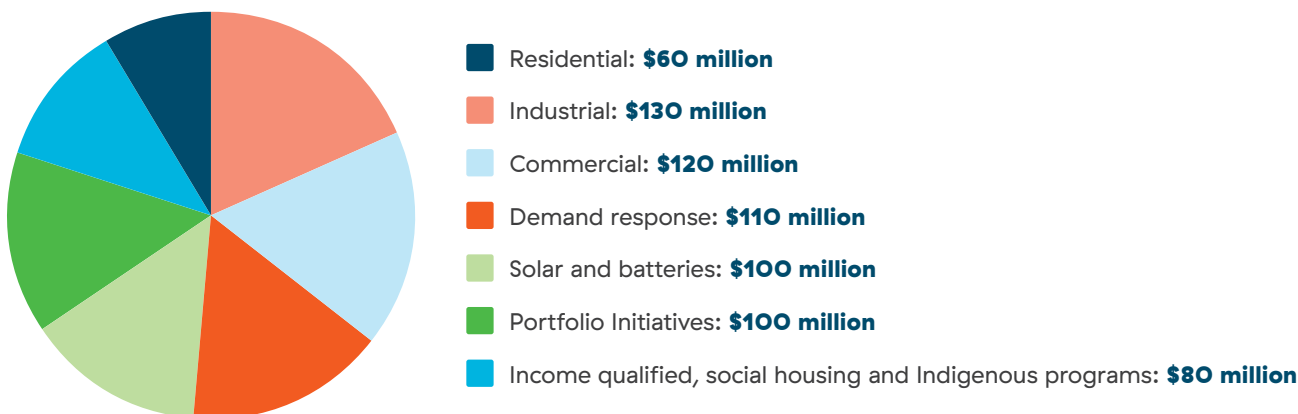 Residential: $60 million
Industrial: $130 million
Commercial: $120 million
Demand response: $110 million
Solar and batteries: $100 million
Portfolio Initiatives: $100 million
Income qualified, social housing and Indigenous programs: $80 million